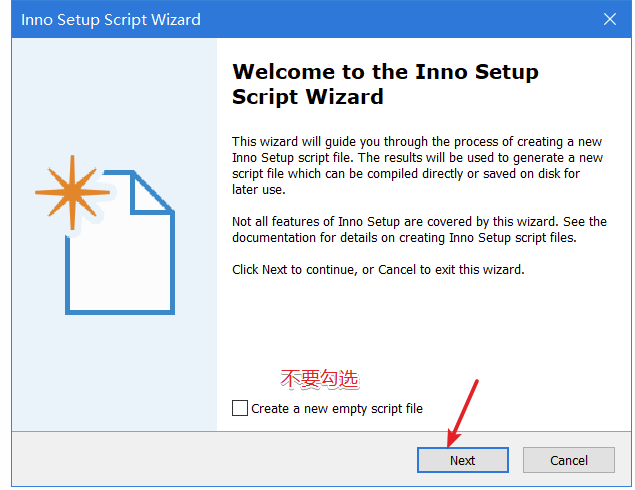 Inno Setup Script Wizard
Welcome to the Inno Setup
Script Wizard
This wizard will guide you through the process of creating a new
Inno Setup script file. The results will be used to generate a new
script file which can be compiled directly or saved on disk for
later use.
Not all features of Inno Setup are covered by this wizard. See the
documentation for details on creating Inno Setup script files.
Click Next to continue, or Cancel to exit this wizard.
不要勾选
Create a new empty script file
Next
Cancel